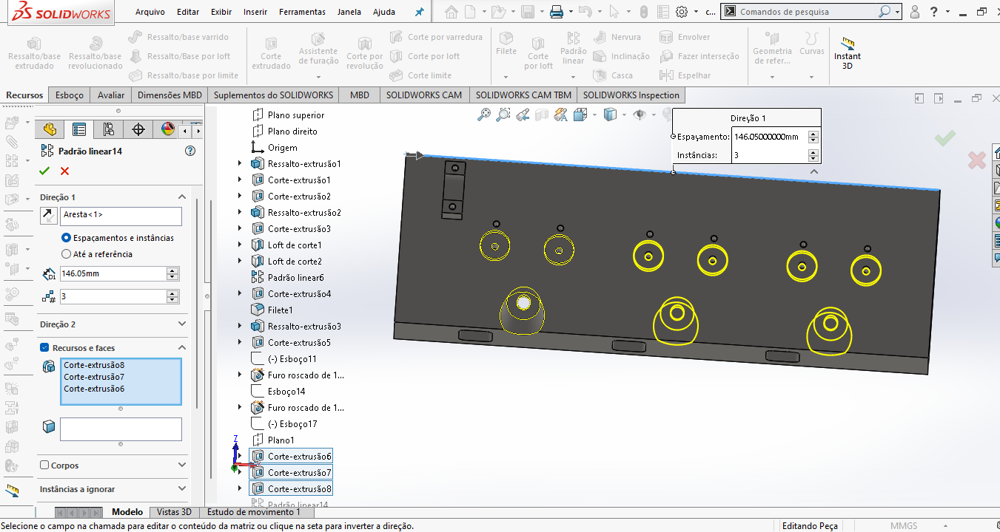 SOLIDWORKS
Arquivo Editar Exibir Inserir Ferramentas Janela Ajuda
c...
Comandos de pesquisa
?
Ressalto/base extrudado
Ressalto/base revolucionado
Ressalto/base varrido
Ressalto/Base por loft
Ressalto/base por limite
Corte extrudado
Assistente de furação
Corte por revolução
Corte por varredura
Corte por loft
Corte limite
Filete
Corte por loft
Padrão linear
Nervura
Inclinação
Casca
Envolver
Fazer interseção
Espelhar
Geometria de refer...
Curvas
Instant 3D
Recursos Esboço Avaliar Dimensões MBD Suplementos do SOLIDWORKS MBD SOLIDWORKS CAM SOLIDWORKS CAM TBM SOLIDWORKS Inspection
Padrão linear14
Direção 1
Aresta<1>
Espaçamentos e instâncias
Até a referência
D1
146.05mm
3
Direção 2
Recursos e faces
Corte-extrusão8
Corte-extrusão7
Corte-extrusão6
Corpos
Instâncias a ignorar
Plano superior
Plano direito
Origem
Ressalto-extrusão1
Corte-extrusão1
Corte-extrusão2
Ressalto-extrusão2
Corte-extrusão3
Loft de corte1
Loft de corte2
Padrão linear6
Corte-extrusão4
Filete1
Ressalto-extrusão3
Corte-extrusão5
(-) Esboço11
Furo roscado de 1...
Esboço14
Furo roscado de 1...
(-) Esboço17
Plano1
Corte-extrusão6
Corte-extrusão7
Corte-extrusão8
Padrão linear14
Z
Direção 1
Espaçamento: 146.05000000mm
Instâncias: 3
Modelo Vistas 3D Estudo de movimento 1
Selecione o campo na chamada para editar o conteúdo da matriz ou clique na seta para inverter a direção.
Editando Peça
MMGS